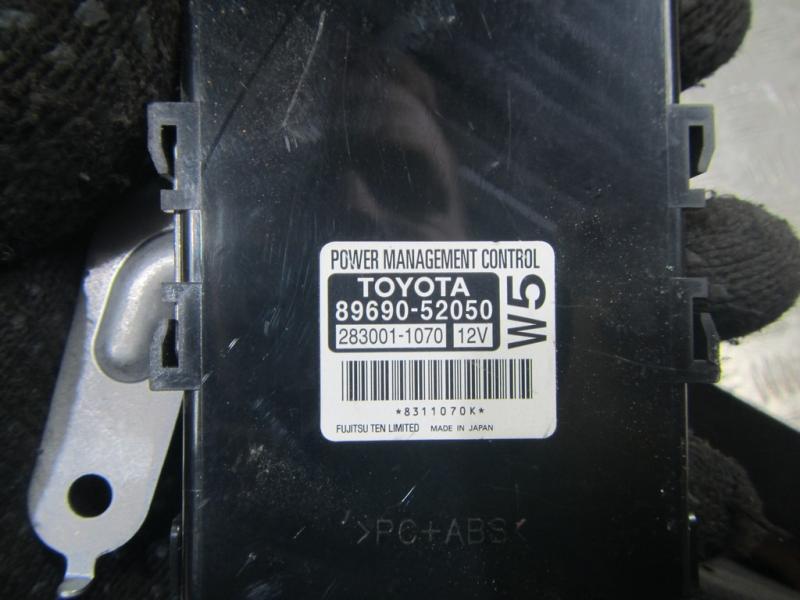 POWER MANAGEMENT CONTROL
TOYOTA
89690-52050
283001-1070 12V
W5
*8311070K*
FUJITSU TEN LIMITED MADE IN JAPAN
>PC+ABS<